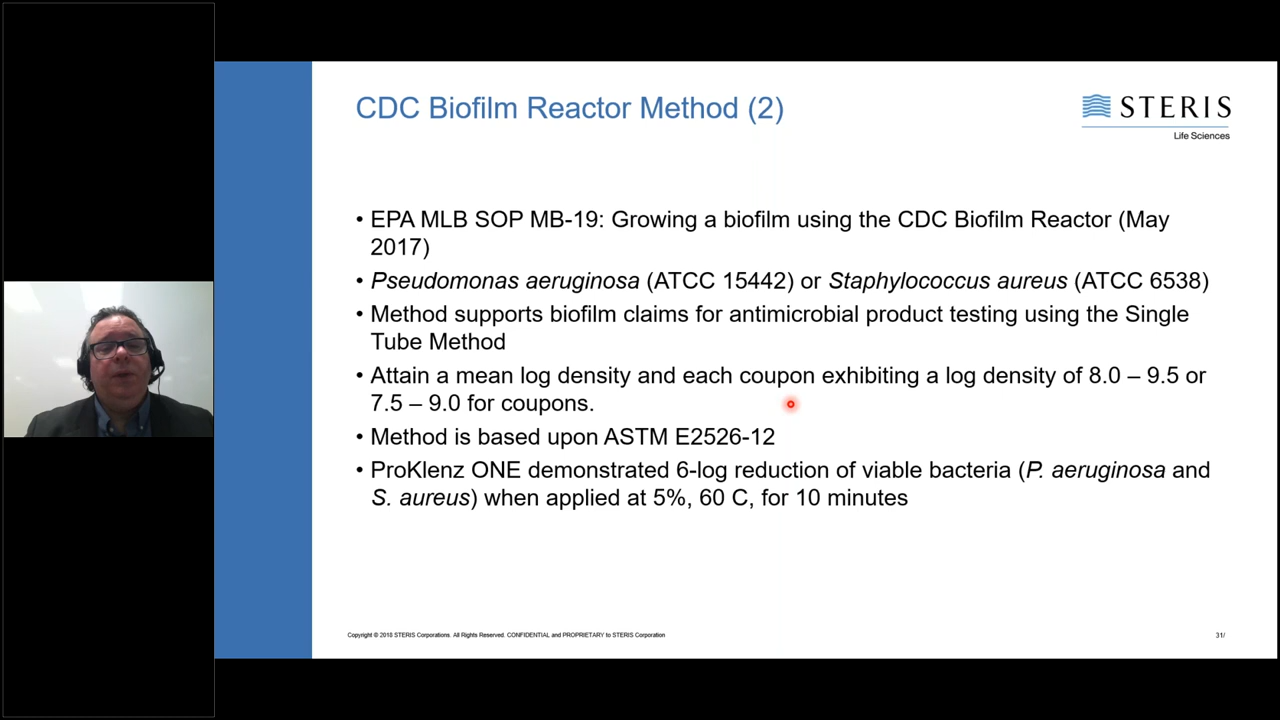 CDC Biofilm Reactor Method (2)
STERIS
Life Sciences
• EPA MLB SOP MB-19: Growing a biofilm using the CDC Biofilm Reactor (May
2017)
• Pseudomonas aeruginosa (ATCC 15442) or Staphylococcus aureus (ATCC 6538)
• Method supports biofilm claims for antimicrobial product testing using the Single
Tube Method
• Attain a mean log density and each coupon exhibiting a log density of 8.0 – 9.5 or
7.5 – 9.0 for coupons.
• Method is based upon ASTM E2526-12
• ProKlenz ONE demonstrated 6-log reduction of viable bacteria (P. aeruginosa and
S. aureus) when applied at 5%, 60 C, for 10 minutes
Copyright © 2018 STERIS Corporations. All Rights Reserved. CONFIDENTIAL and PROPRIETARY to STERIS Corporation
31/